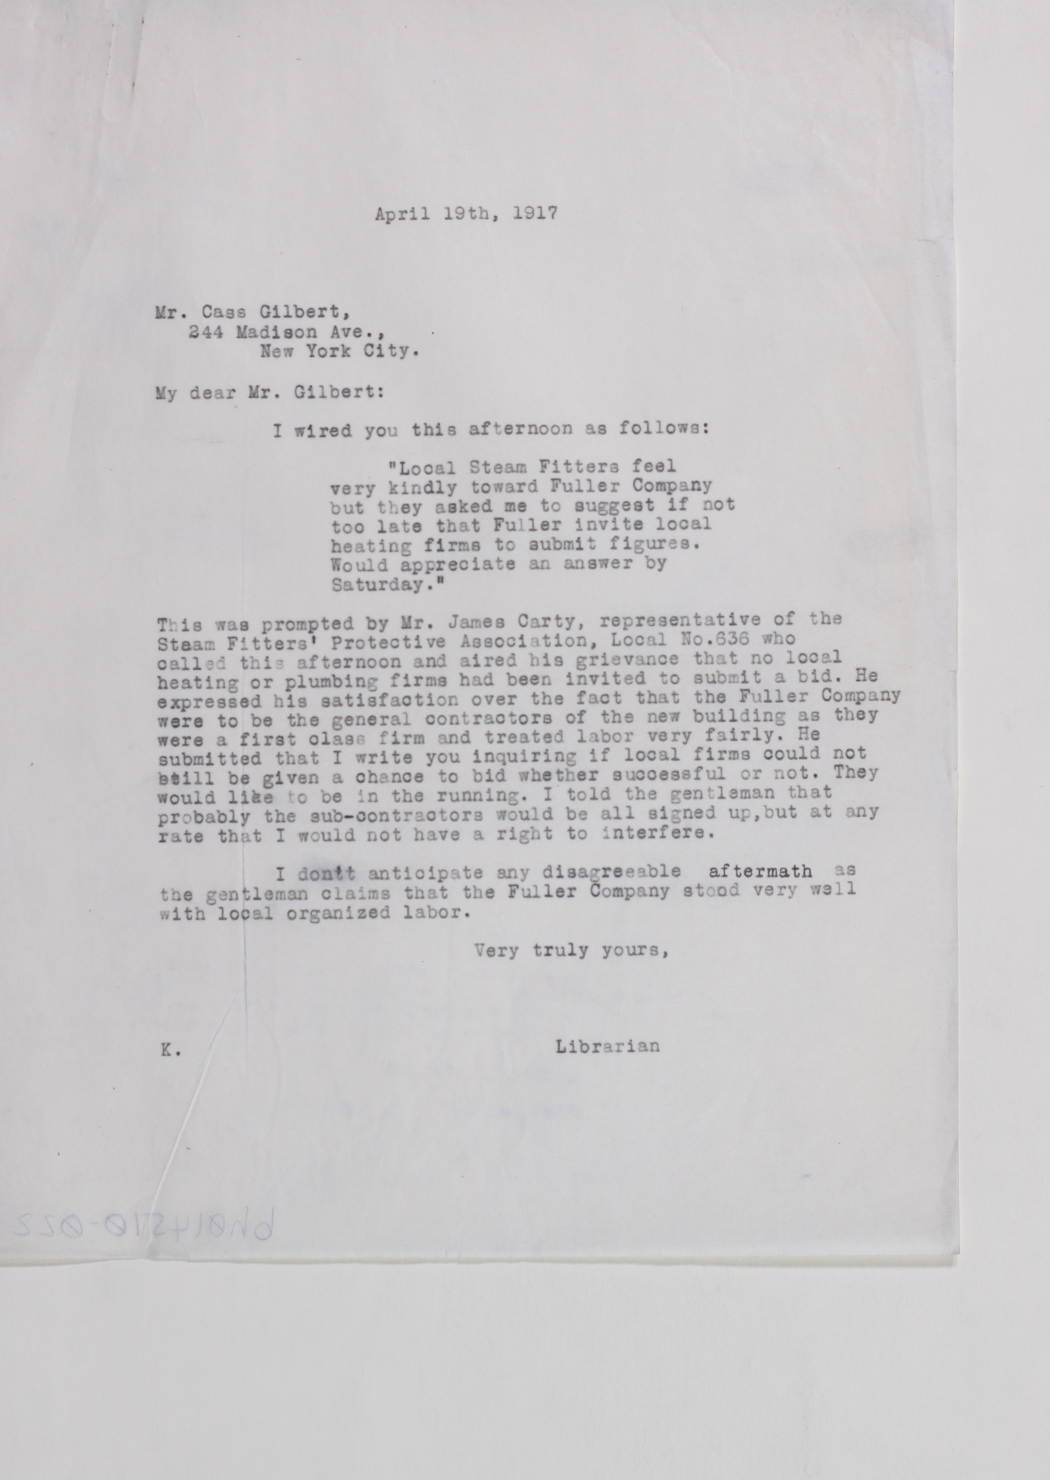 April 19th, 1917
Mr. Cass Gilbert,
244 Madison Ave.,
New York City.
My dear Mr. Gilbert:
I wired you this afternoon as follows:
"Local Steam Fitters feel
very kindly toward Fuller Company
but they asked me to suggest if not
too late that Fuller invite local
heating firms to submit figures.
Would appreciate an answer by
Saturday."
This was prompted by Mr. James Carty, representative of the
Steam Fitters' Protective Association, Local No.636 who
called this afternoon and aired his grievance that no local
heating or plumbing firms had been invited to submit a bid. He
expressed his satisfaction over the fact that the Fuller Company
were to be the general contractors of the new building as they
were a first class firm and treated labor very fairly. He
submitted that I write you inquiring if local firms could not
still be given a chance to bid whether successful or not. They
would like to be in the running. I told the gentleman that
probably the sub-contractors would be all signed up,but at any
rate that I would not have a right to interfere.
I don't anticipate any disagreeable aftermath as
the gentleman claims that the Fuller Company stood very well
with local organized labor.
Very truly yours,
K. Librarian